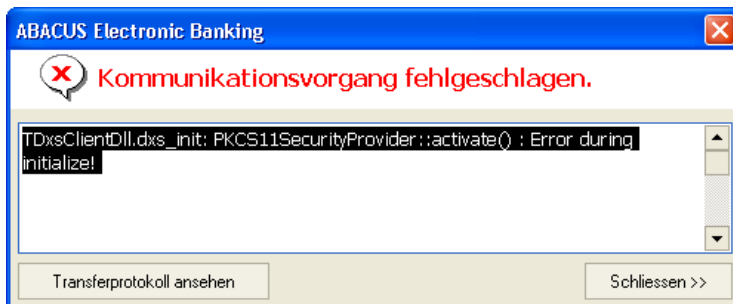 ABACUS Electronic Banking
Kommunikationsvorgang fehlgeschlagen.
TDxsClientDll.dxs_init: PKCS11SecurityProvider::activate() : Error during
initialize!
Transferprotokoll ansehen
Schliessen >>